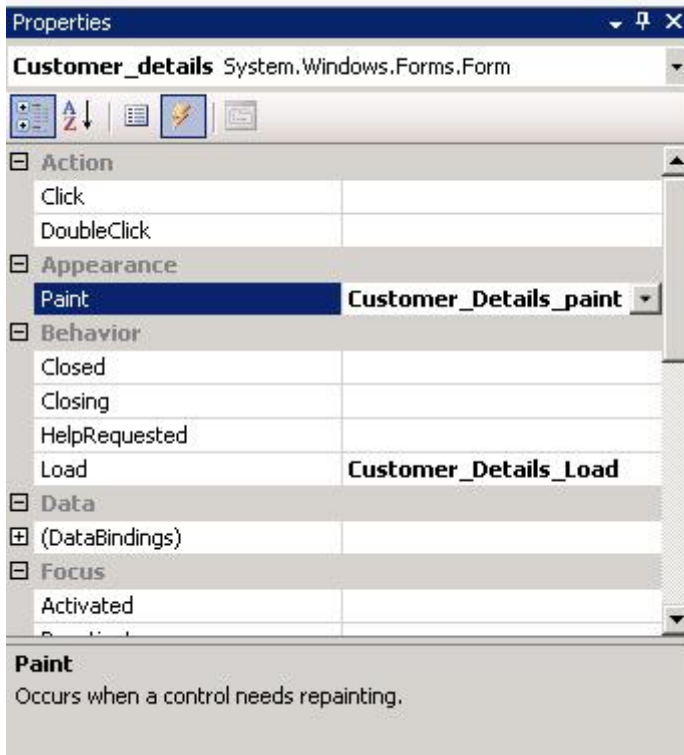 Properties
Customer_details System.Windows.Forms.Form
A
Z
Action
Click
DoubleClick
Appearance
Paint Customer_Details_paint
Behavior
Closed
Closing
HelpRequested
Load Customer_Details_Load
Data
(DataBindings)
Focus
Activated
Paint
Occurs when a control needs repainting.